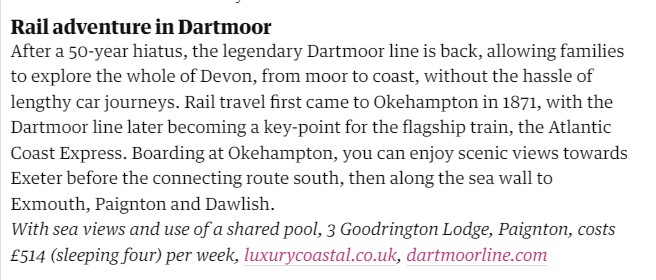 Rail adventure in Dartmoor
After a 50-year hiatus, the legendary Dartmoor line is back, allowing families
to explore the whole of Devon, from moor to coast, without the hassle of
lengthy car journeys. Rail travel first came to Okehampton in 1871, with the
Dartmoor line later becoming a key-point for the flagship train, the Atlantic
Coast Express. Boarding at Okehampton, you can enjoy scenic views towards
Exeter before the connecting route south, then along the sea wall to
Exmouth, Paignton and Dawlish.
With sea views and use of a shared pool, 3 Goodrington Lodge, Paignton, costs
£514 (sleeping four) per week, luxurycoastal.co.uk, dartmoorline.com